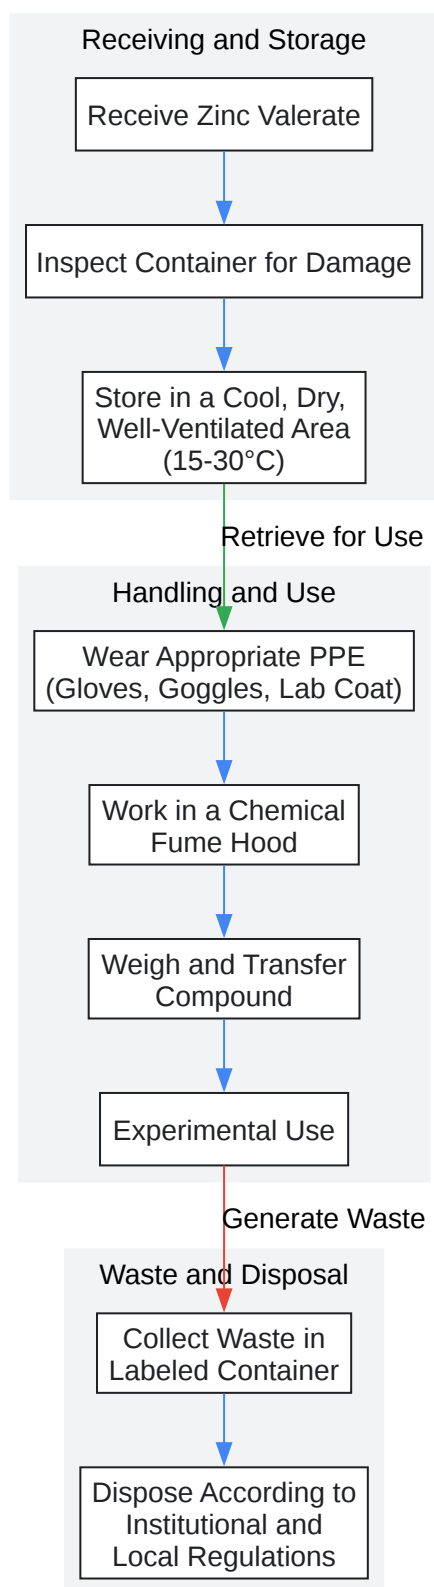 Receiving and Storage
Receive Zinc Valerate
Inspect Container for Damage
Store in a Cool, Dry,
Well-Ventilated Area
(15-30°C)
Retrieve for Use
Handling and Use
Wear Appropriate PPE
(Gloves, Goggles, Lab Coat)
Work in a Chemical
Fume Hood
Weigh and Transfer
Compound
Experimental Use
Generate Waste
Waste and Disposal
Collect Waste in
Labeled Container
Dispose According to
Institutional and
Local Regulations